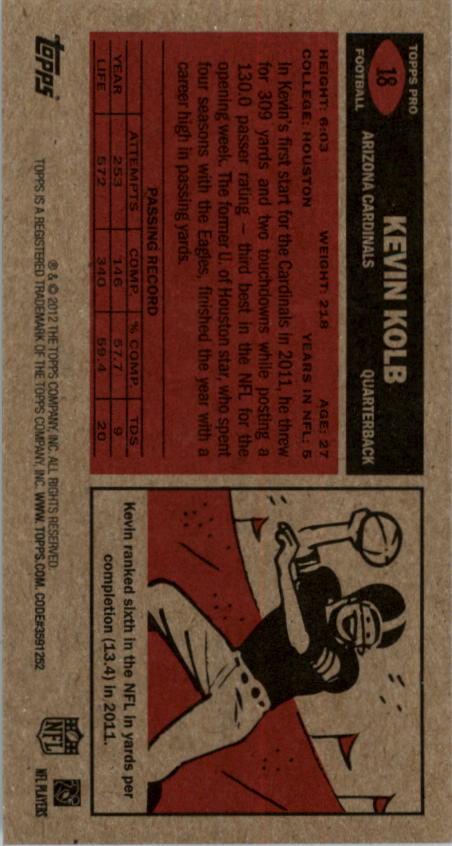 TOPPS PRO
18
FOOTBALL
KEVIN KOLB
ARIZONA CARDINALS QUARTERBACK
HEIGHT: 6:03 WEIGHT: 218 AGE: 27
COLLEGE: HOUSTON YEARS IN NFL: 5
In Kevin's first start for the Cardinals in 2011, he threw
for 309 yards and two touchdowns while posting a
130.0 passer rating — third best in the NFL for the
opening week. The former U. of Houston star, who spent
four seasons with the Eagles, finished the year with a
career high in passing yards.
PASSING RECORD
ATTEMPTS COMP. % COMP. TDS
YEAR 253 146 57.7 9
LIFE 572 340 59.4 20
Kevin ranked sixth in the NFL in yards per
completion (13.4) in 2011.
topps
® & © 2012 THE TOPPS COMPANY, INC. ALL RIGHTS RESERVED.
TOPPS IS A REGISTERED TRADEMARK OF THE TOPPS COMPANY, INC. WWW.TOPPS.COM. CODE#3591252
NFL
NFL PLAYERS